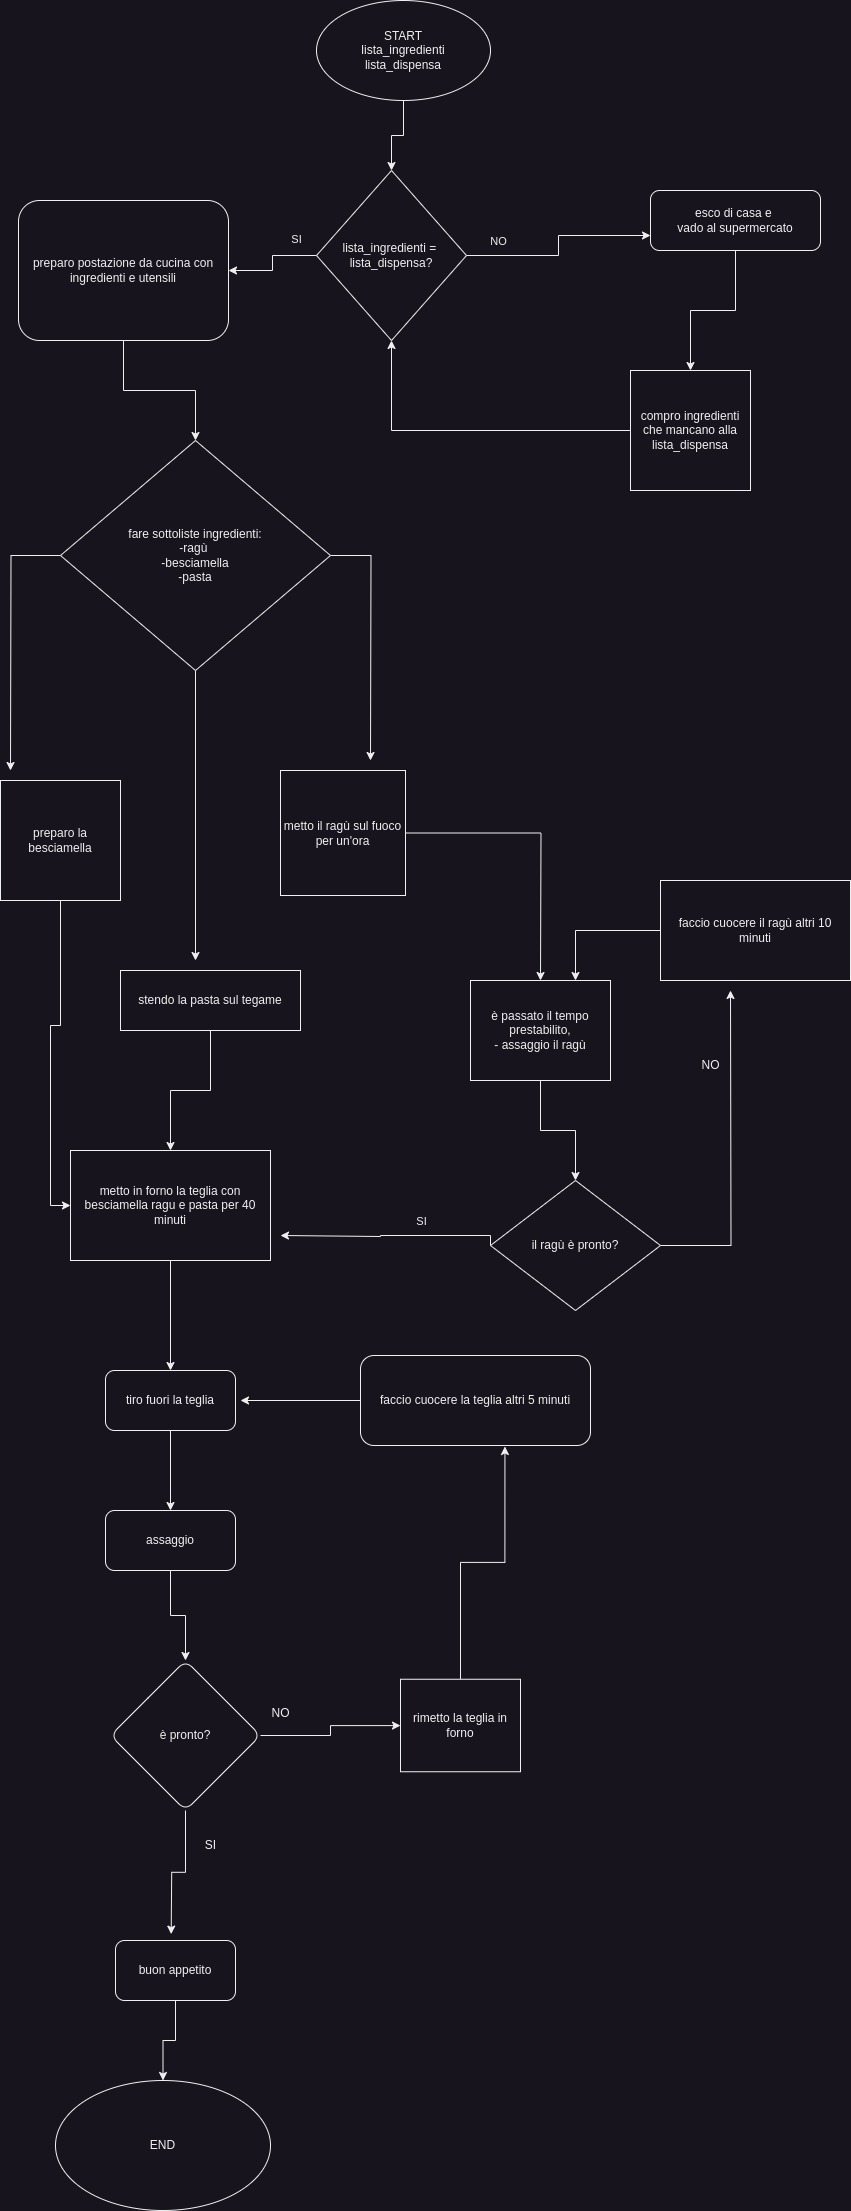 START
lista_ingredienti
lista_dispensa
esco di casa e
vado al supermercato
SI
NO
lista_ingredienti =
lista_dispensa?
preparo postazione da cucina con
ingredienti e utensili
compro ingredienti
che mancano alla
lista_dispensa
fare sottoliste ingredienti:
-ragù
-besciamella
-pasta
metto il ragù sul fuoco
per un'ora
preparo la
besciamella
faccio cuocere il ragù altri 10
minuti
stendo la pasta sul tegame
è passato il tempo
prestabilito,
- assaggio il ragù
NO
metto in forno la teglia con
besciamella ragu e pasta per 40
minuti
SI
il ragù è pronto?
tiro fuori la teglia
faccio cuocere la teglia altri 5 minuti
assaggio
NO
è pronto?
rimetto la teglia in
forno
SI
buon appetito
END